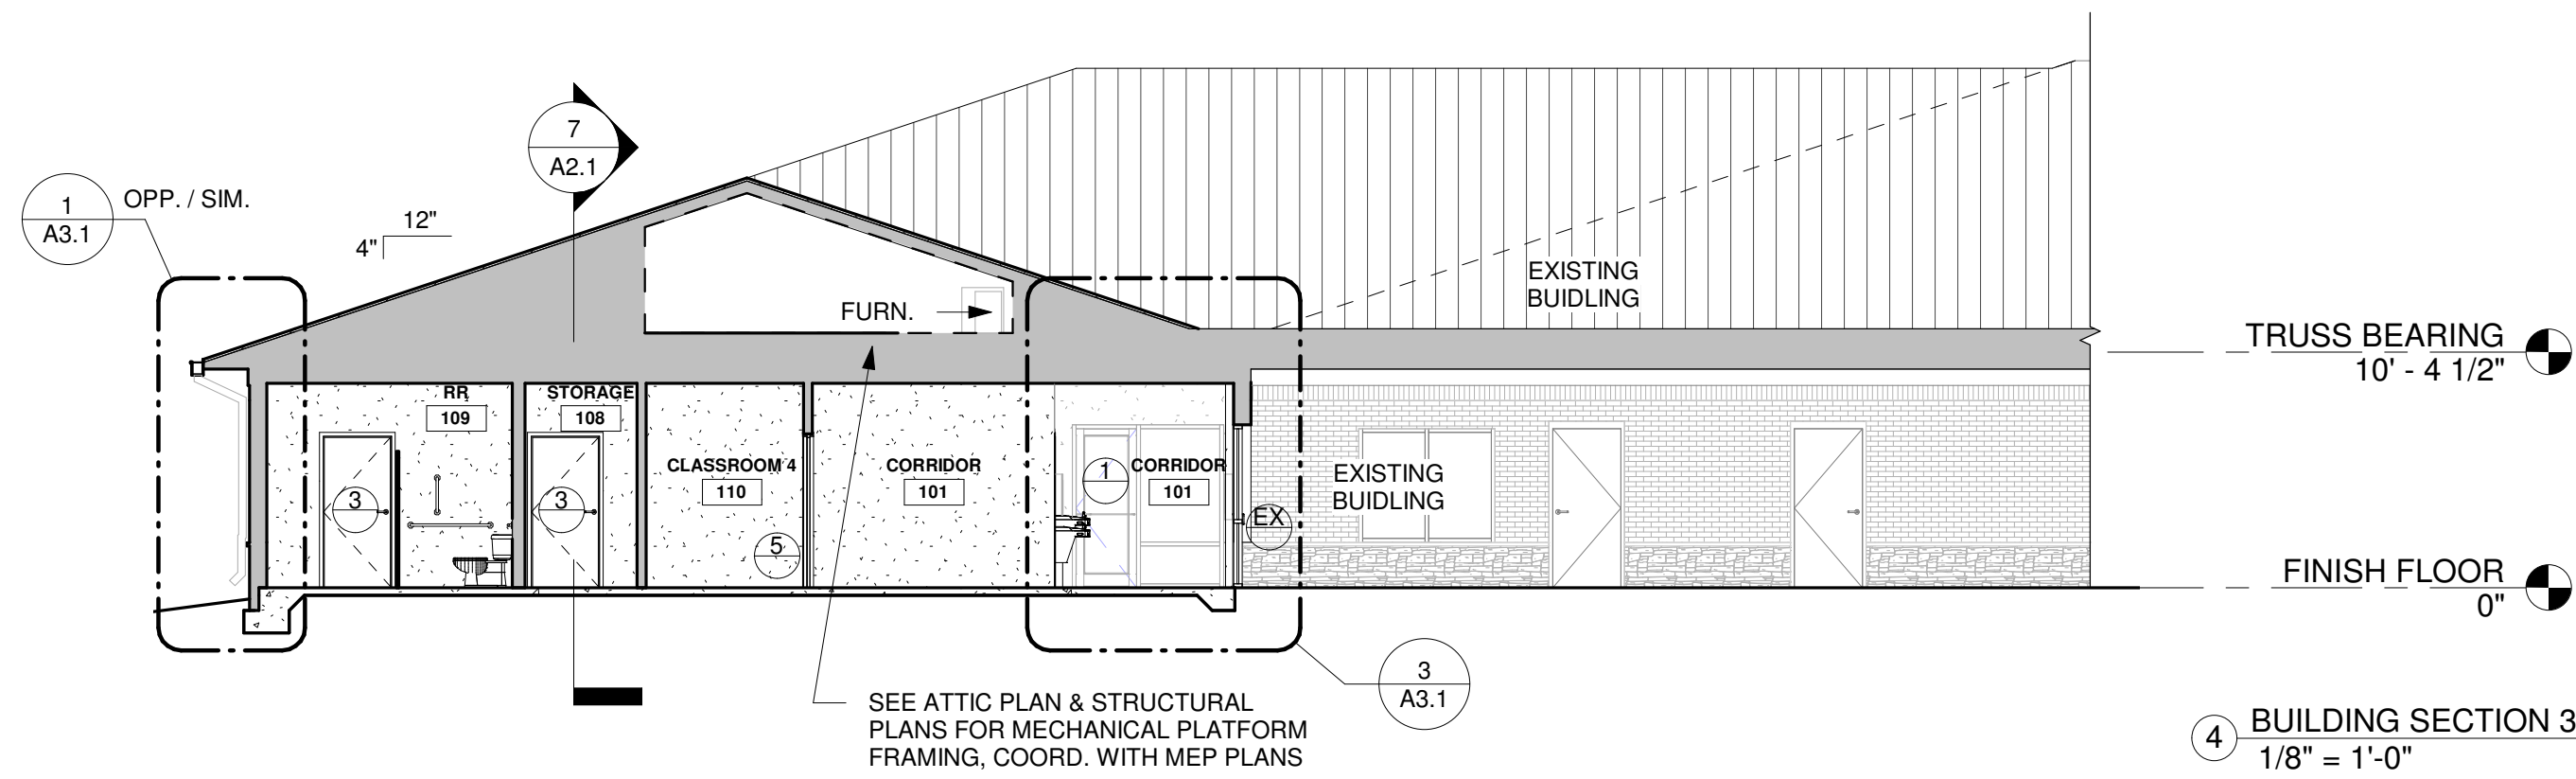 7
A2.1
1
A3.1
OPP. / SIM.
12"
4"
FURN.
EXISTING
BUIDLING
TRUSS BEARING
10' - 4 1/2"
RR
109
STORAGE
108
CLASSROOM 4
110
CORRIDOR
101
1
CORRIDOR
101
EXISTING
BUIDLING
3
3
5
EX
FINISH FLOOR
0"
3
A3.1
SEE ATTIC PLAN & STRUCTURAL
PLANS FOR MECHANICAL PLATFORM
FRAMING, COORD. WITH MEP PLANS
4
BUILDING SECTION 3
1/8" = 1'-0"